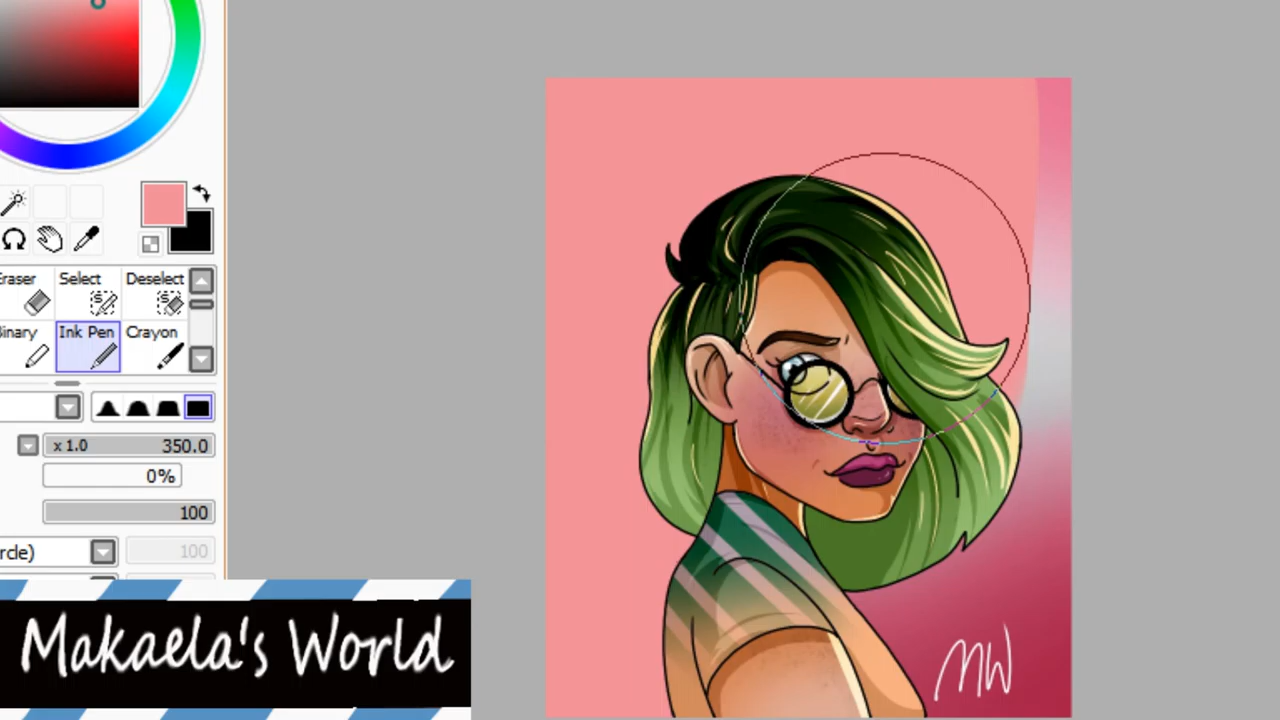 Eraser Select Deselect
Binary Ink Pen Crayon
x 1.0 350.0
0%
100
rcle) 100
Makaela's World
MW